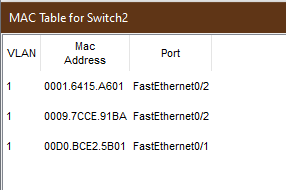 MAC Table for Switch2
VLAN Mac Address Port
1 0001.6415.A601 FastEthernet0/2
1 0009.7CCE.91BA FastEthernet0/2
1 00D0.BCE2.5B01 FastEthernet0/1